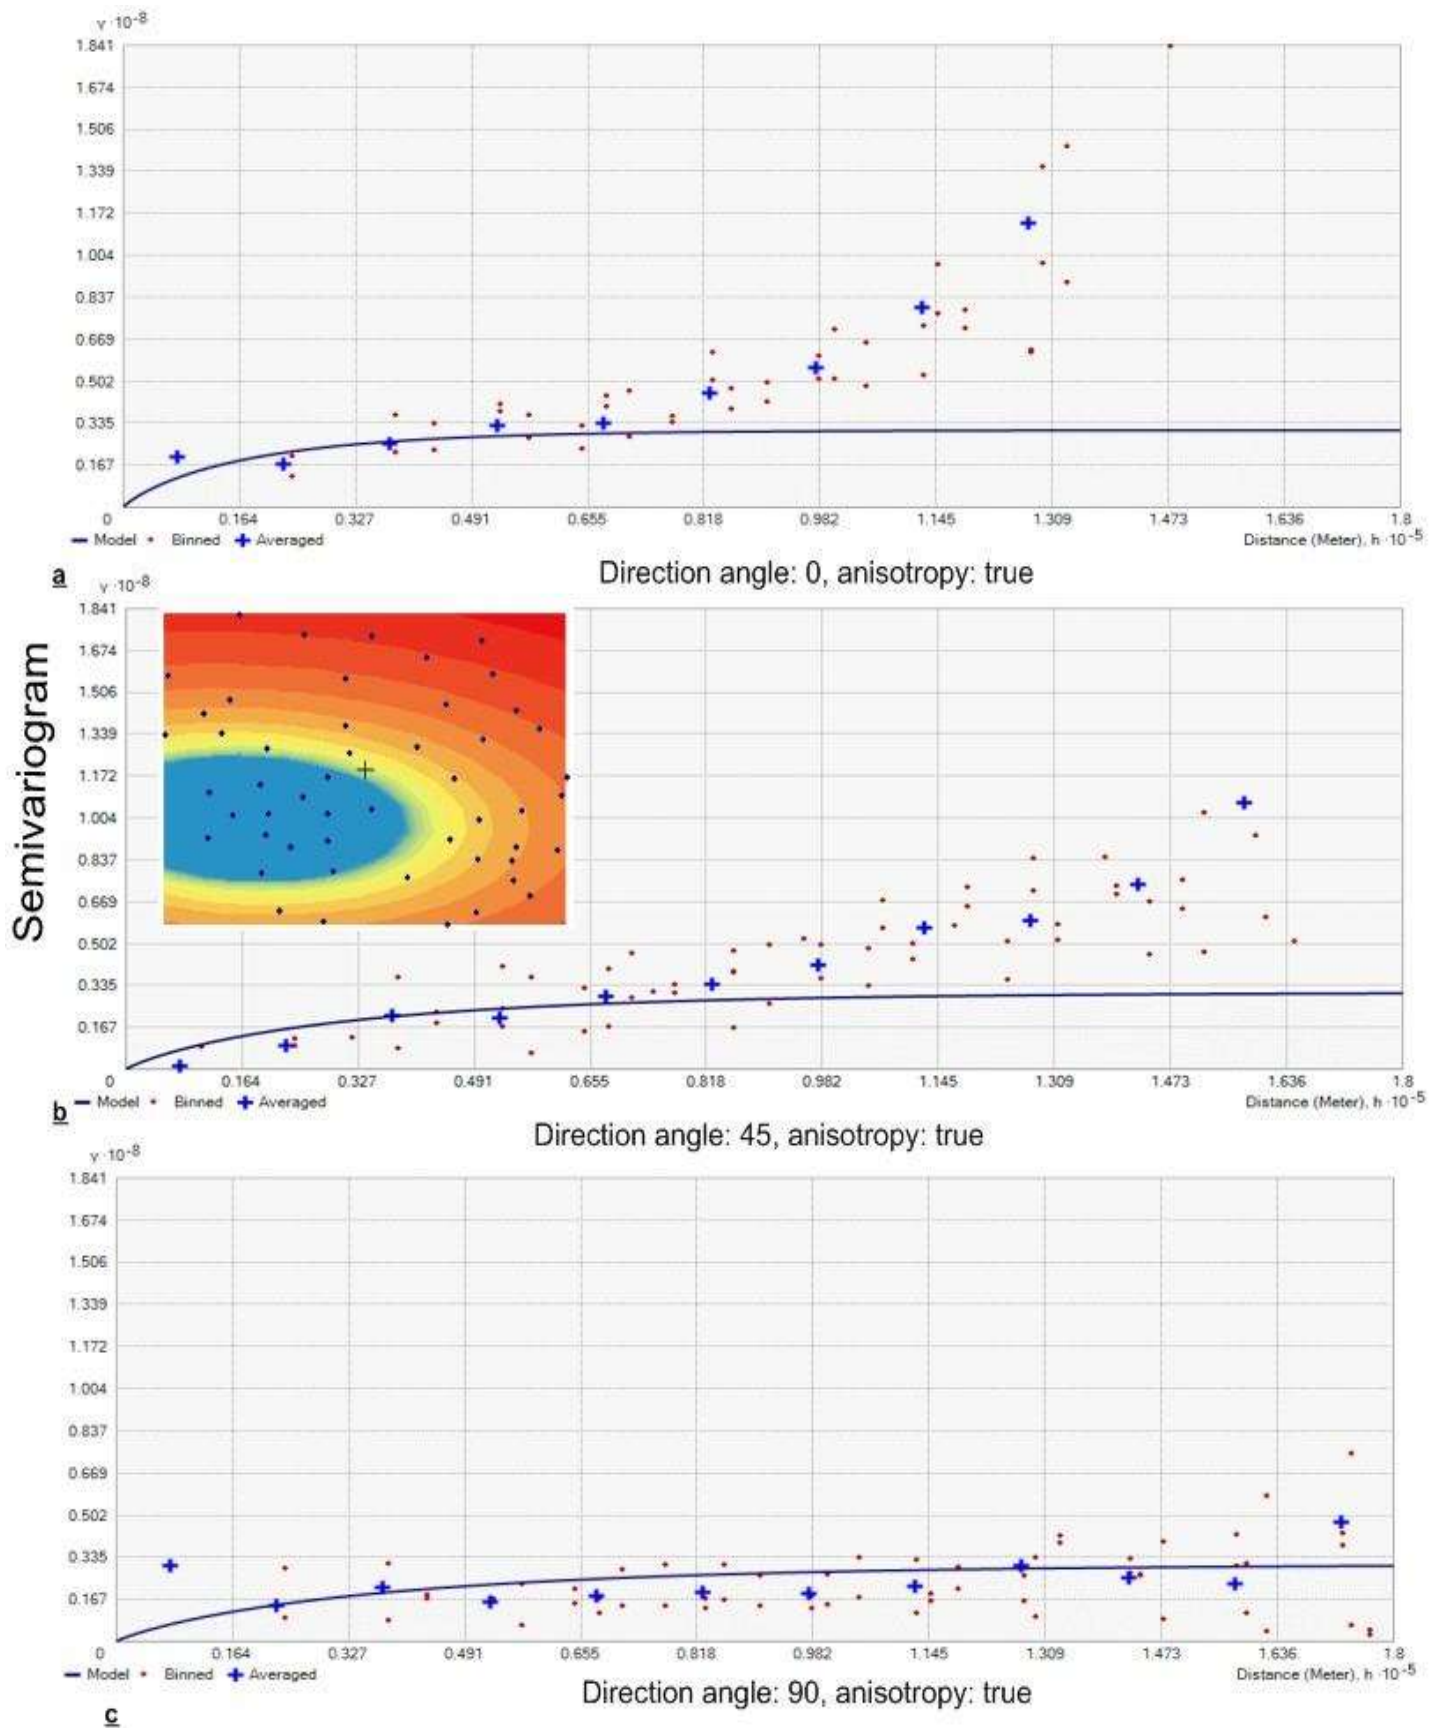 γ ·10⁻⁸
1.841
1.674
1.506
1.339
1.172
1.004
0.837
0.669
0.502
0.335
0.167
0 0.164 0.327 0.491 0.655 0.818 0.982 1.145 1.309 1.473 1.636 1.8
Model Binned Averaged Distance (Meter), h ·10⁻⁵
a Direction angle: 0, anisotropy: true
γ ·10⁻⁸
Semivariogram
1.841
1.674
1.506
1.339
1.172
1.004
0.837
0.669
0.502
0.335
0.167
0 0.164 0.327 0.491 0.655 0.818 0.982 1.145 1.309 1.473 1.636 1.8
b Model Binned Averaged Distance (Meter), h ·10⁻⁵
Direction angle: 45, anisotropy: true
γ ·10⁻⁸
1.841
1.674
1.506
1.339
1.172
1.004
0.837
0.669
0.502
0.335
0.167
0 0.164 0.327 0.491 0.655 0.818 0.982 1.145 1.309 1.473 1.636 1.8
Model Binned Averaged Distance (Meter), h ·10⁻⁵
Direction angle: 90, anisotropy: true
c